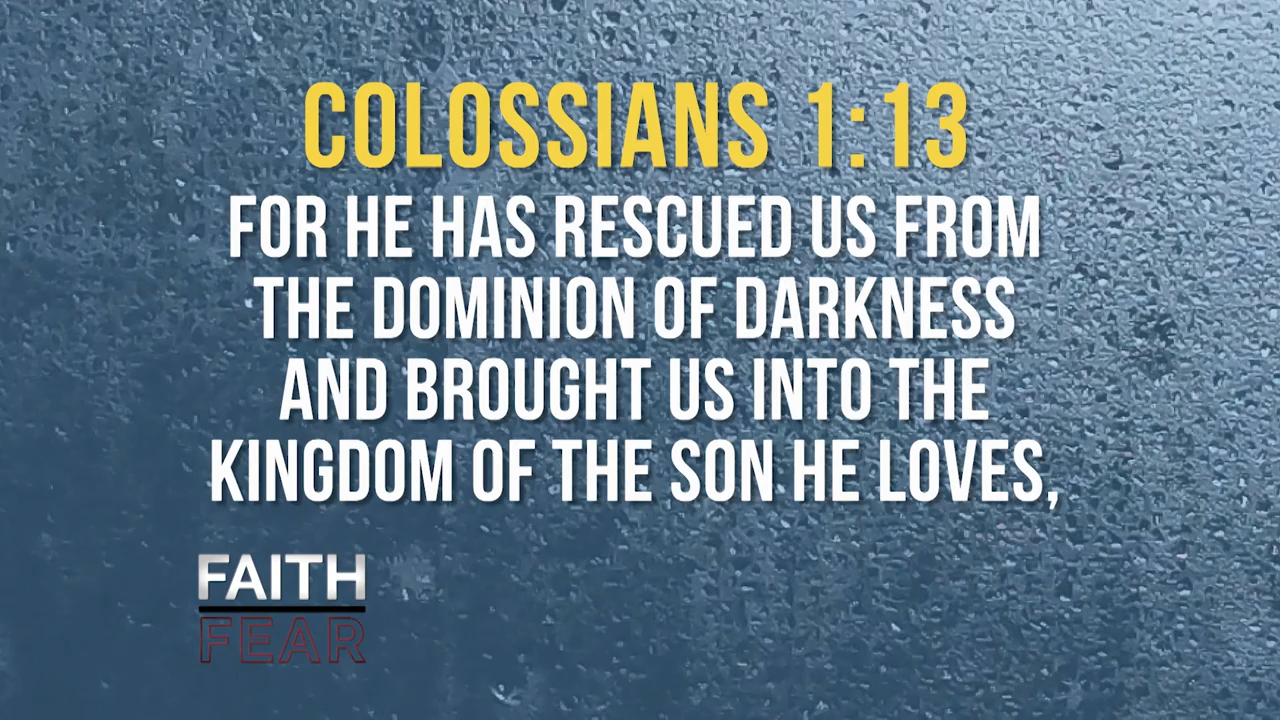 COLOSSIANS 1:13
FOR HE HAS RESCUED US FROM
THE DOMINION OF DARKNESS
AND BROUGHT US INTO THE
KINGDOM OF THE SON HE LOVES,
FAITH
FEAR